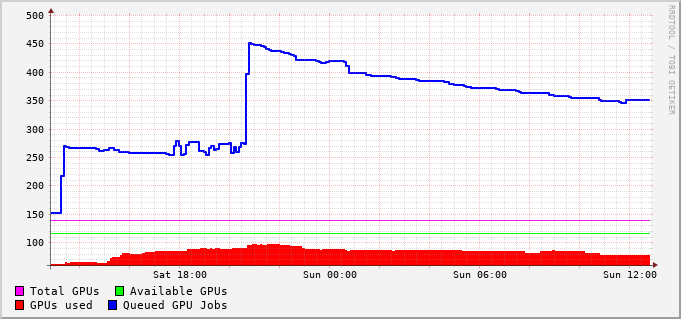 500
450
400
350
300
250
200
150
100
Sat 18:00 Sun 00:00 Sun 06:00 Sun 12:00
Total GPUs Available GPUs
GPUs used Queued GPU Jobs
RRDTOOL / TOBI OETIKER